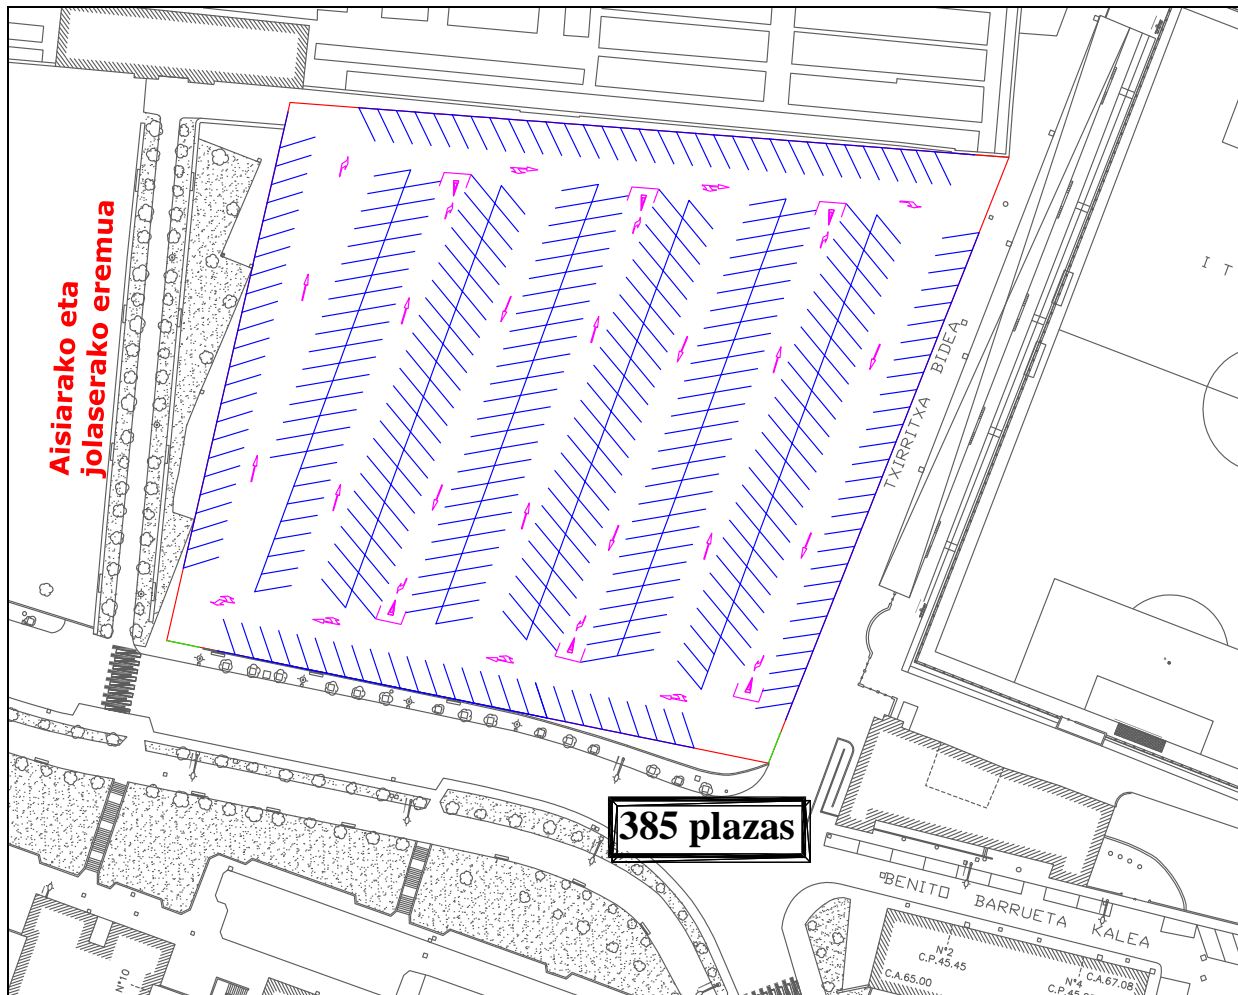 Aisiarako eta
jolaserako eremua
TXIRRITXA BIDEA
I T
385 plazas
BENITO BARRUETA KALEA
Nº2
C.P.45.45
C.A.65.00
Nº4
C.A.67.08
Nº10